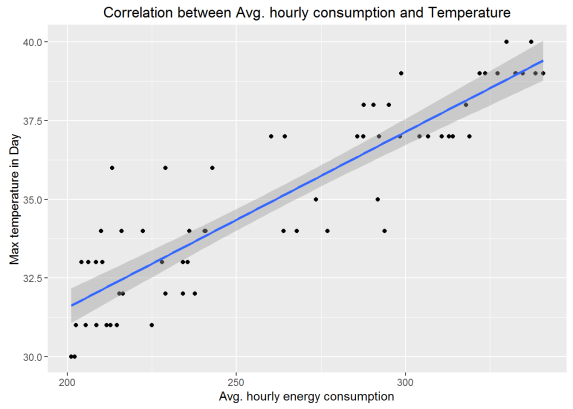 Correlation between Avg. hourly consumption and Temperature
Max temperature in Day
40.0
37.5
35.0
32.5
30.0
200 250 300
Avg. hourly energy consumption